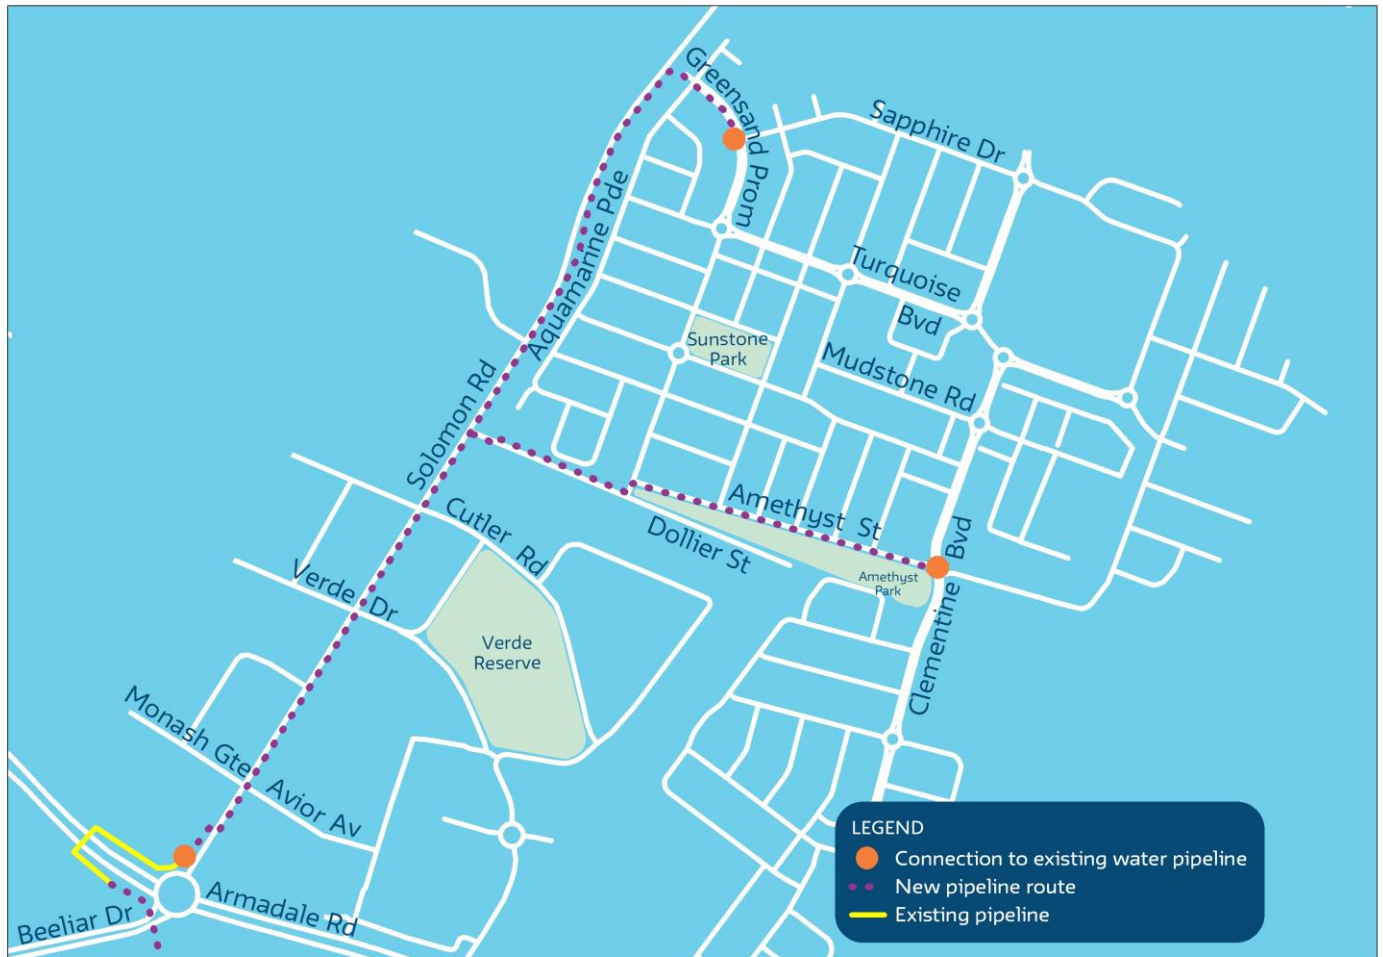 Greensand Prom
Sapphire Dr
Aquamarine Pde
Turquoise
Bvd
Sunstone
Park
Mudstone Rd
Solomon Rd
Cutler Rd
Amethyst St
Dollier St
Bvd
Clementine
Amethyst
Park
Verde Dr
Verde
Reserve
Monash Gte
Avior Av
Armadale Rd
Beeliar Dr
LEGEND
Connection to existing water pipeline
New pipeline route
Existing pipeline